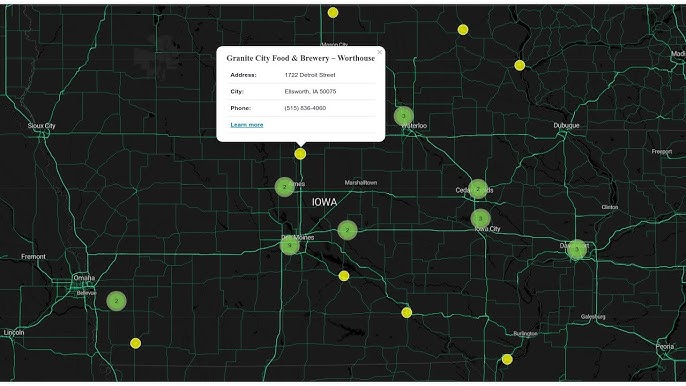 Mason City
Granite City Food & Brewery – Worthouse
Address: 1722 Detroit Street
City: Ellsworth, IA 50075
Phone: (515) 836-4060
Learn more
Madi
Sioux City
3
Waterloo
Dubuque
Freeport
2
Ames
Marshalltown
Cedar Rapids
2
IOWA
Clinton
3
Iowa City
2
Des Moines
3
Davenport
3
Fremont
Omaha
Bellevue
2
Galesburg
Lincoln
Burlington
Peoria